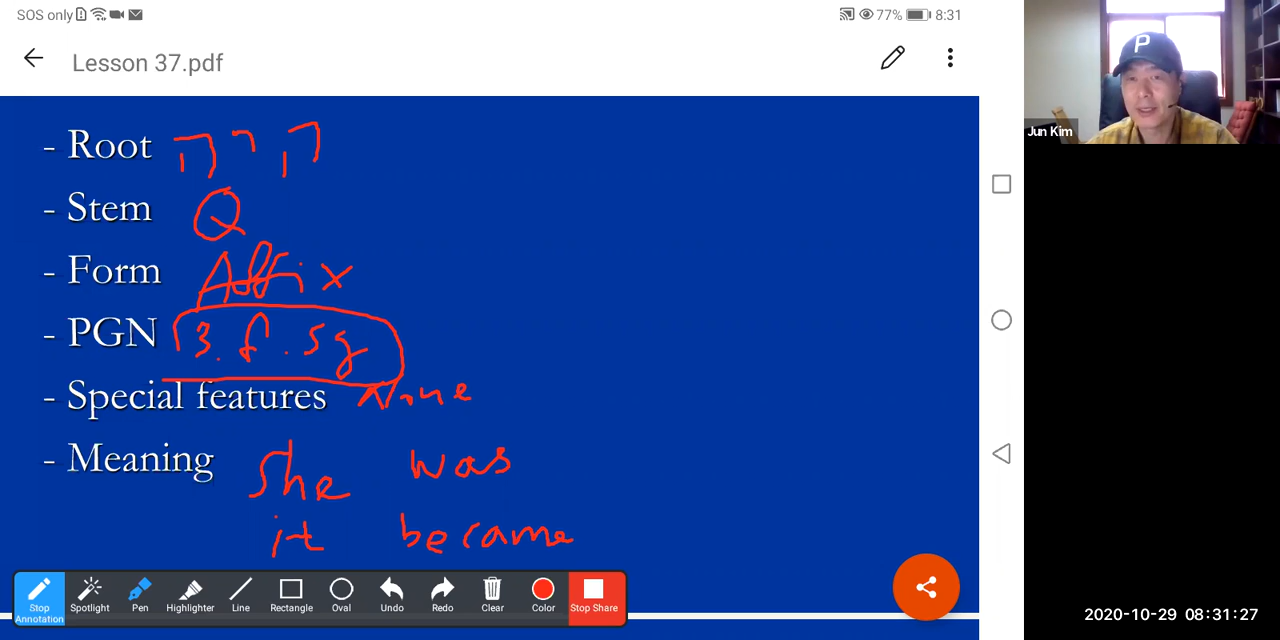 SOS only 77% 8:31
Lesson 37.pdf
- Root היה
- Stem Q
- Form Affix
- PGN 3.f.sg
- Special features None
- Meaning She was
it became
Stop Annotation Spotlight Pen Highlighter Line Rectangle Oval Undo Redo Clear Color Stop Share
P
Jun Kim
2020-10-29 08:31:27